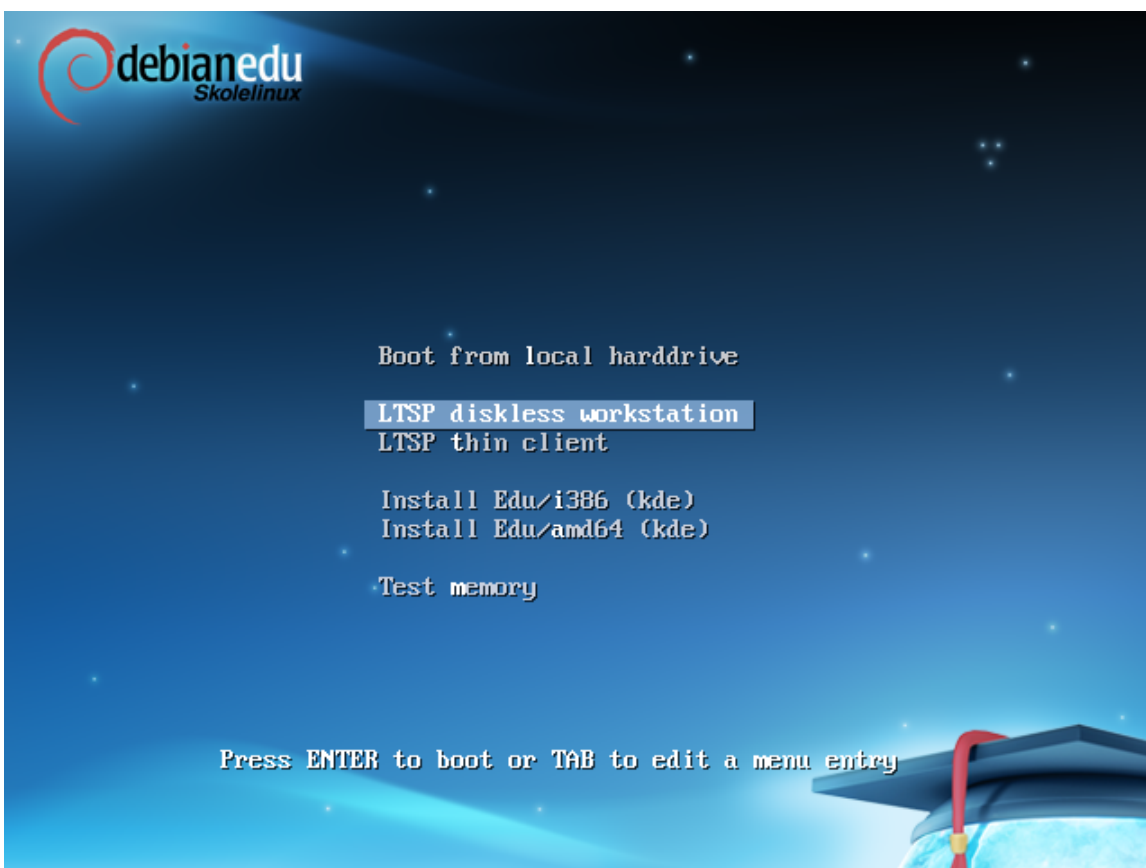 debianedu
Skolelinux
Boot from local harddrive
LTSP diskless workstation
LTSP thin client
Install Edu/i386 (kde)
Install Edu/amd64 (kde)
Test memory
Press ENTER to boot or TAB to edit a menu entry